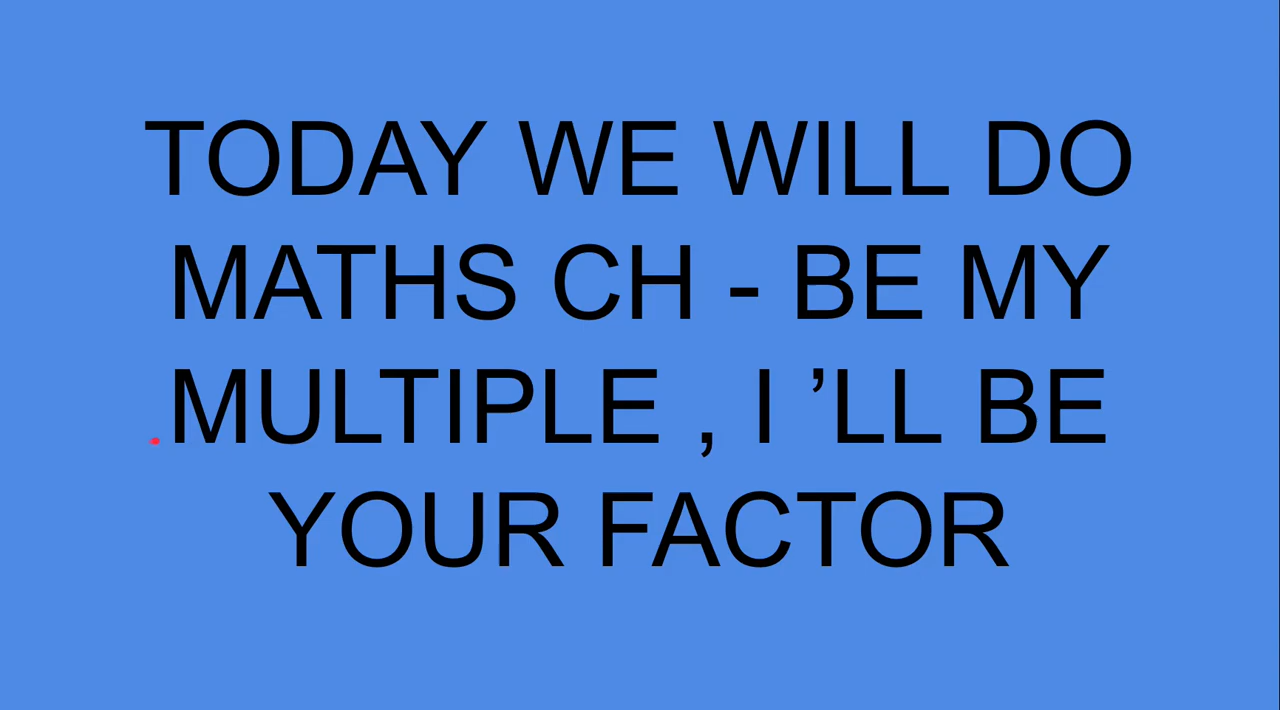 TODAY WE WILL DO
MATHS CH - BE MY
MULTIPLE , I ’LL BE
YOUR FACTOR